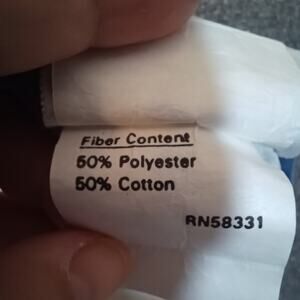 Fiber Content
50% Polyester
50% Cotton
RN58331